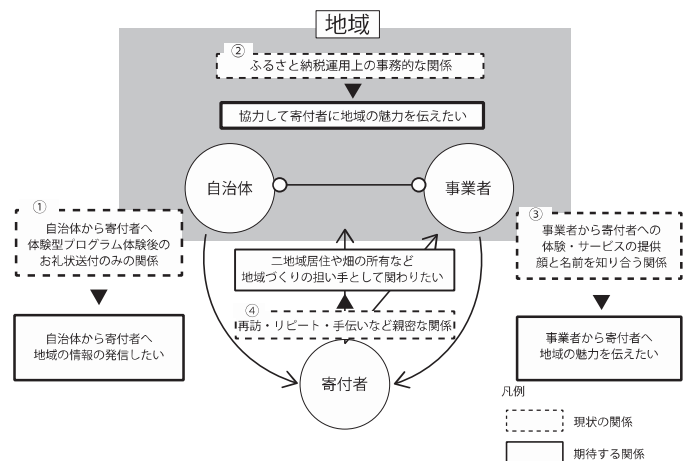 地域
②
ふるさと納税運用上の事務的な関係
協力して寄付者に地域の魅力を伝えたい
自治体
事業者
①
自治体から寄付者へ
体験型プログラム体験後の
お礼状送付のみの関係
自治体から寄付者へ
地域の情報の発信したい
③
事業者から寄付者への
体験・サービスの提供
顔と名前を知り合う関係
事業者から寄付者へ
地域の魅力を伝えたい
二地域居住や畑の所有など
地域づくりの担い手として関わりたい
④
再訪・リピート・手伝いなど親密な関係
寄付者
凡例
現状の関係
期待する関係